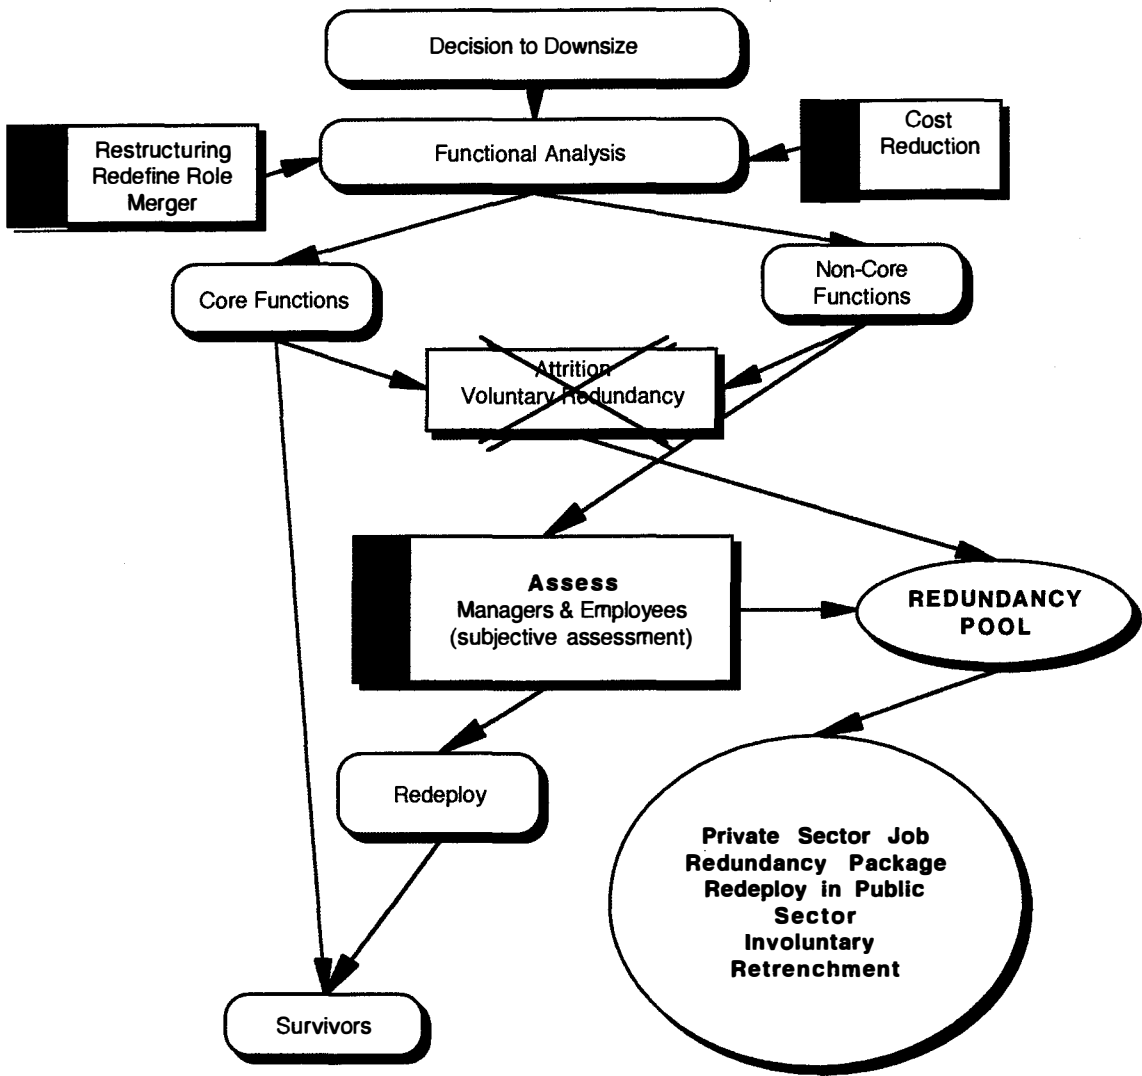 Decision to Downsize
Restructuring
Redefine Role
Merger
Functional Analysis
Cost
Reduction
Core Functions
Non-Core
Functions
Attrition
Voluntary Redundancy
Assess
Managers & Employees
(subjective assessment)
REDUNDANCY
POOL
Redeploy
Private Sector Job
Redundancy Package
Redeploy in Public
Sector
Involuntary
Retrenchment
Survivors